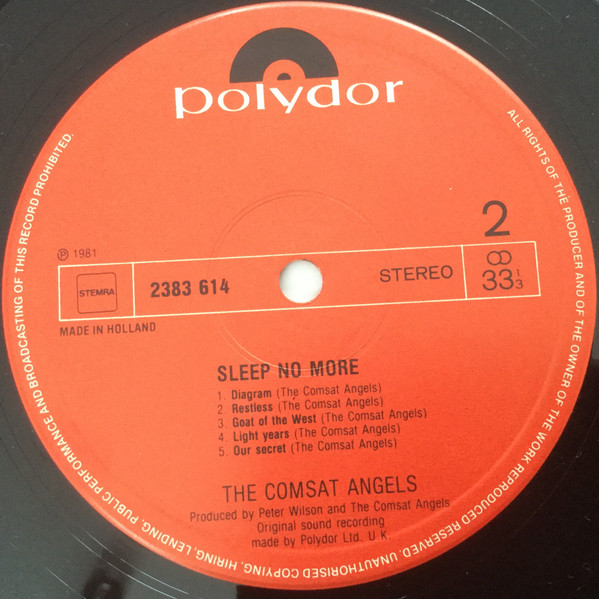 polydor
ALL RIGHTS OF THE PRODUCER AND OF THE OWNER OF THE WORK REPRODUCED RESERVED. UNAUTHORISED COPYING, HIRING, LENDING, PUBLIC PERFORMANCE AND BROADCASTING OF THIS RECORD PROHIBITED.
2
℗ 1981
STEMRA
2383 614
STEREO
33 1/3
MADE IN HOLLAND
SLEEP NO MORE
1. Diagram (The Comsat Angels)
2 Restless (The Comsat Angels)
3. Goat of the West (The Comsat Angels)
4. Light years (The Comsat Angels)
5. Our secret (The Comsat Angels)
THE COMSAT ANGELS
Produced by Peter Wilson and The Comsat Angels
Original sound recording
made by Polydor Ltd. U.K.